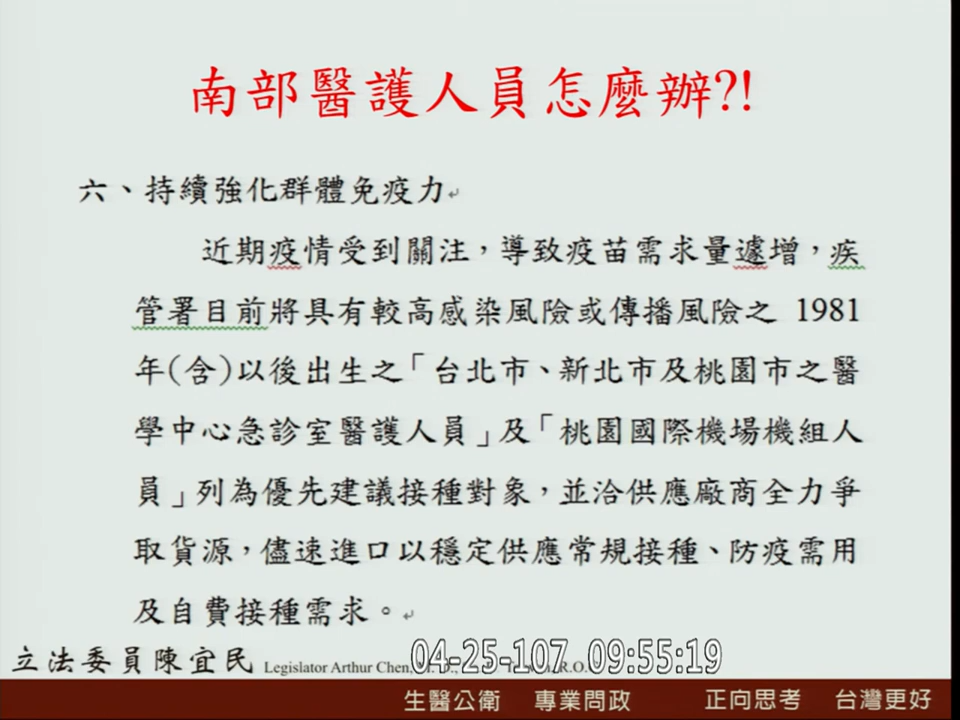 南部醫護人員怎麼辦?!
六、持續強化群體免疫力
近期疫情受到關注，導致疫苗需求量遽增，疾
管署目前將具有較高感染風險或傳播風險之 1981
年(含)以後出生之「台北市、新北市及桃園市之醫
學中心急診室醫護人員」及「桃園國際機場機組人
員」列為優先建議接種對象，並洽供應廠商全力爭
取貨源，儘速進口以穩定供應常規接種、防疫需用
及自費接種需求。
立法委員陳宜民 Legislator Arthur Chen, R.O.
04-25-107 09:55:19
生醫公衛 專業問政 正向思考 台灣更好